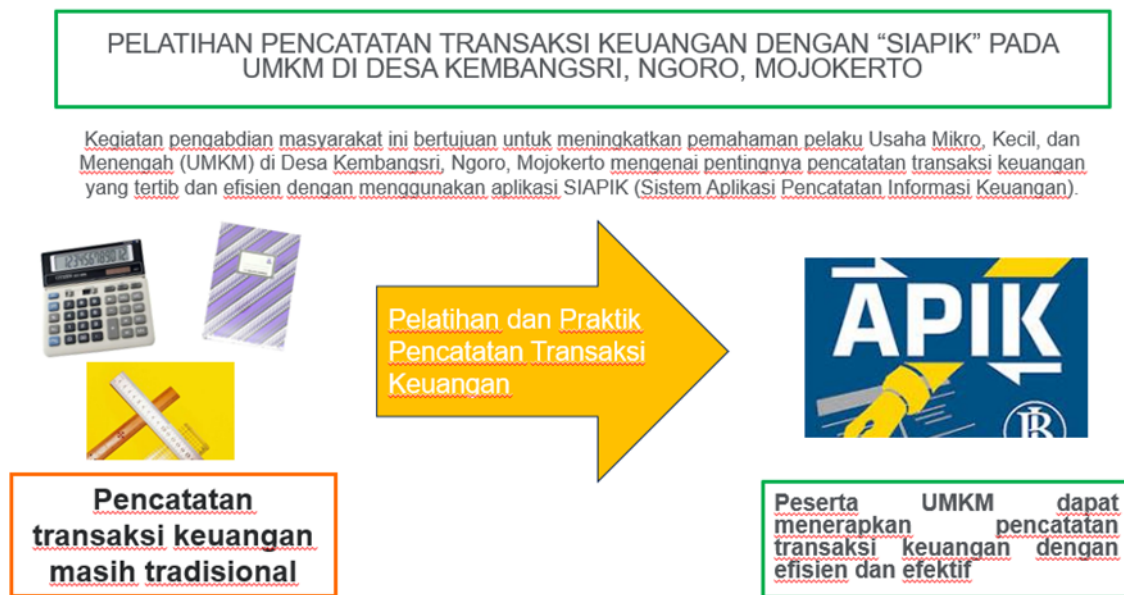 PELATIHAN PENCATATAN TRANSAKSI KEUANGAN DENGAN “SIAPIK” PADA
UMKM DI DESA KEMBANGSRI, NGORO, MOJOKERTO
Kegiatan pengabdian masyarakat ini bertujuan untuk meningkatkan pemahaman pelaku Usaha Mikro, Kecil, dan
Menengah (UMKM) di Desa Kembangsri, Ngoro, Mojokerto mengenai pentingnya pencatatan transaksi keuangan
yang tertib dan efisien dengan menggunakan aplikasi SIAPIK (Sistem Aplikasi Pencatatan Informasi Keuangan).
Pelatihan dan Praktik
Pencatatan Transaksi
Keuangan
APIK
Pencatatan
transaksi keuangan
masih tradisional
Peserta UMKM dapat
menerapkan pencatatan
transaksi keuangan dengan
efisien dan efektif